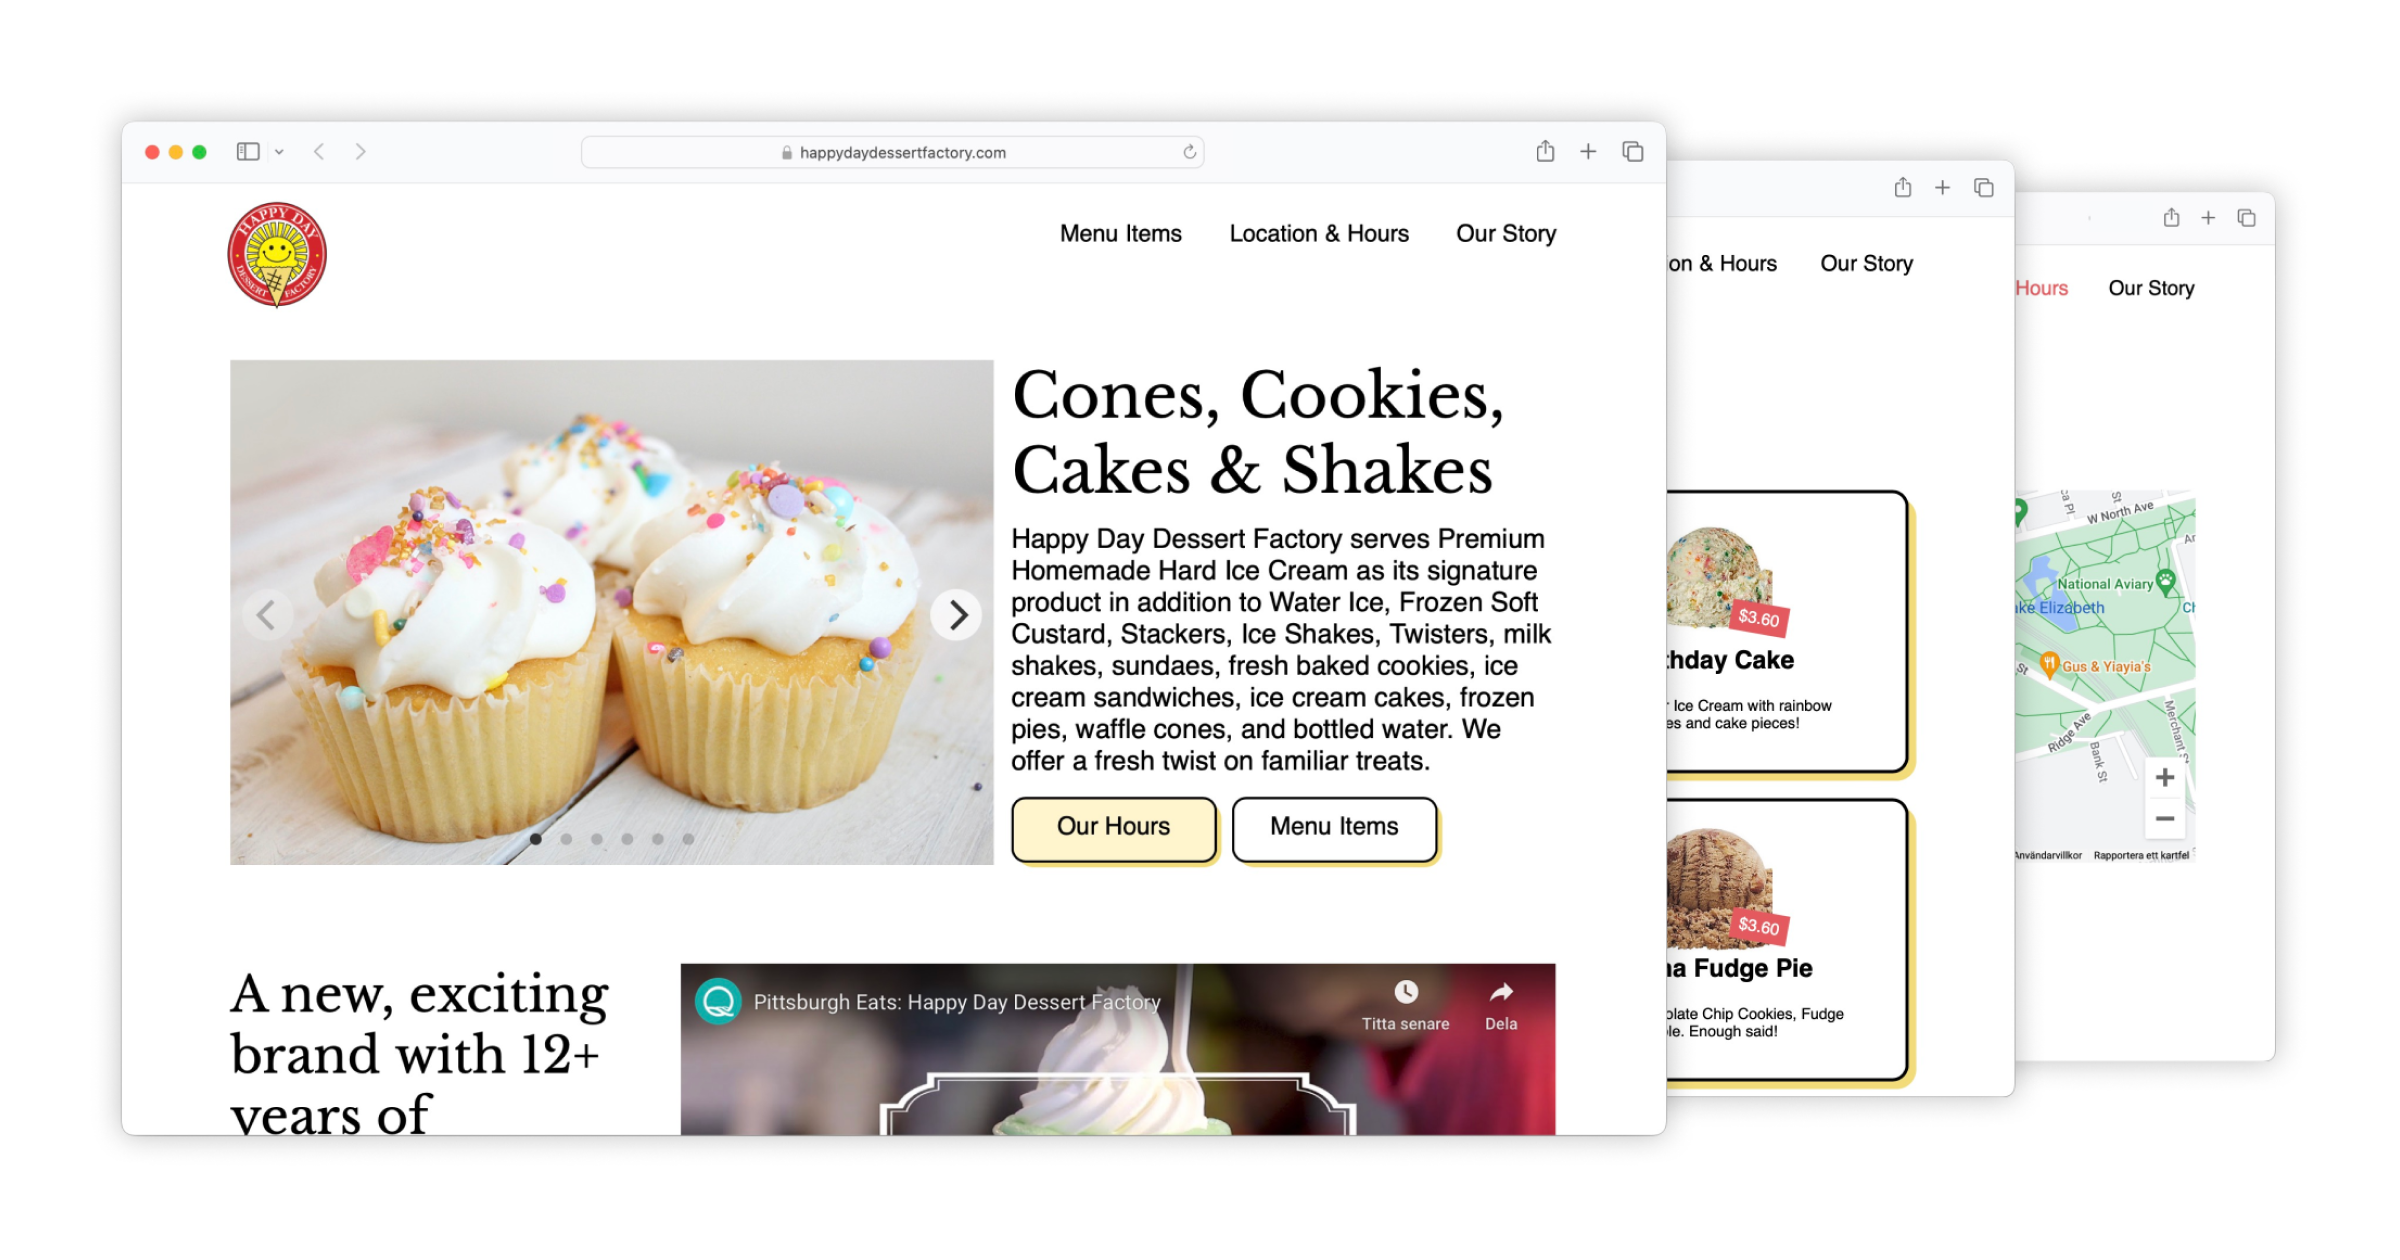 happydaydessertfactory.com
HAPPY DAY
DESSERT FACTORY
Menu Items
Location & Hours
Our Story
Cones, Cookies,
Cakes & Shakes
Happy Day Dessert Factory serves Premium
Homemade Hard Ice Cream as its signature
product in addition to Water Ice, Frozen Soft
Custard, Stackers, Ice Shakes, Twisters, milk
shakes, sundaes, fresh baked cookies, ice
cream sandwiches, ice cream cakes, frozen
pies, waffle cones, and bottled water. We
offer a fresh twist on familiar treats.
Our Hours
Menu Items
A new, exciting
brand with 12+
years of
Pittsburgh Eats: Happy Day Dessert Factory
Titta senare
Dela
on & Hours
Our Story
$3.60
hday Cake
Ice Cream with rainbow
es and cake pieces!
$3.60
a Fudge Pie
olate Chip Cookies, Fudge
le. Enough said!
Hours
Our Story
W North Ave
St
National Aviary
ke Elizabeth
St
Gus & Yiayia's
Ridge Ave
Bank St
Merchant S
Användarvillkor
Rapportera ett kartfel